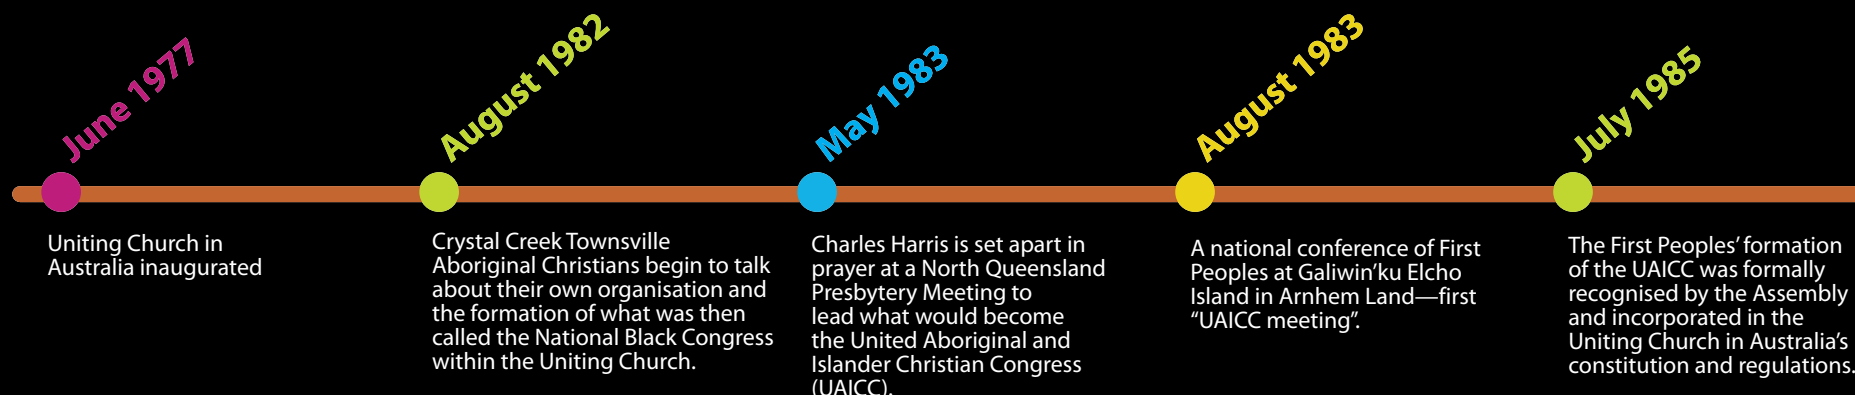 June 1977
Uniting Church in
Australia inaugurated
August 1982
Crystal Creek Townsville
Aboriginal Christians begin to talk
about their own organisation and
the formation of what was then
called the National Black Congress
within the Uniting Church.
May 1983
Charles Harris is set apart in
prayer at a North Queensland
Presbytery Meeting to
lead what would become
the United Aboriginal and
Islander Christian Congress
(UAICC).
August 1983
A national conference of First
Peoples at Galiwin’ku Elcho
Island in Arnhem Land—first
“UAICC meeting”.
July 1985
The First Peoples’ formation
of the UAICC was formally
recognised by the Assembly
and incorporated in the
Uniting Church in Australia’s
constitution and regulations.